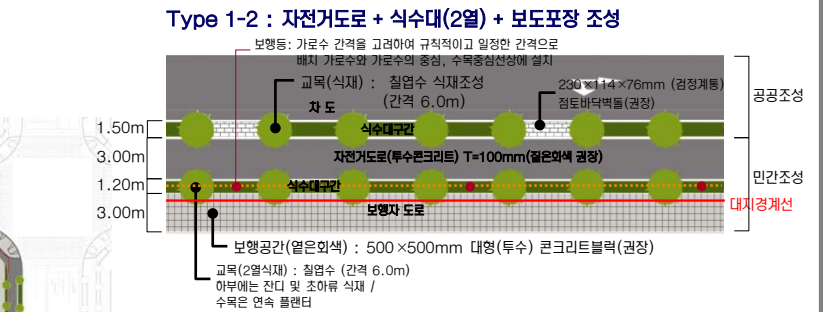 Type 1-2 : 자전거도로 + 식수대(2열) + 보도포장 조성
보행등: 가로수 간격을 고려하여 규칙적이고 일정한 간격으로
배치 가로수와 가로수의 중심, 수목중심선상에 설치
교목(식재) : 칠엽수 식재조성
(간격 6.0m)
230×114×76mm (검정계통)
점토바닥벽돌(권장)
차 도
공공조성
1.50m
식수대구간
3.00m
자전거도로(투수콘크리트) T=100mm(짙은회색 권장)
민간조성
1.20m
식수대구간
대지경계선
3.00m
보행자 도로
보행공간(옅은회색) : 500×500mm 대형(투수) 콘크리트블럭(권장)
교목(2열식재) : 칠엽수 (간격 6.0m)
하부에는 잔디 및 초하류 식재 /
수목은 연속 플랜터